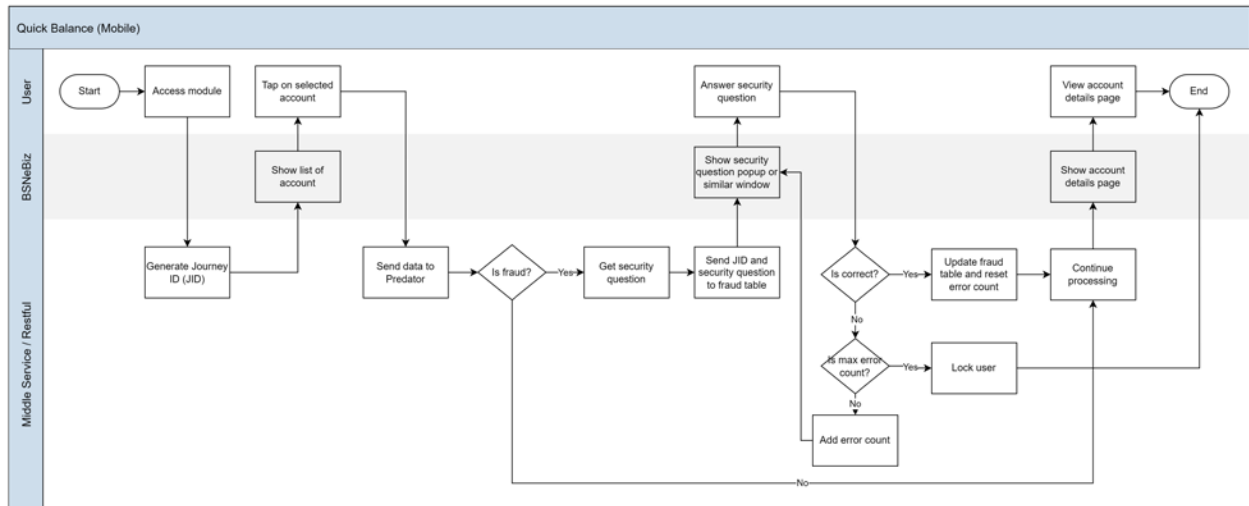 Quick Balance (Mobile)
User
Start
Access module
Tap on selected
account
Answer security
question
View account
details page
End
BSNeBiz
Show list of
account
Show security
question popup or
similar window
Show account
details page
Middle Service / Restful
Generate Journey
ID (JID)
Send data to
Predator
Is fraud?
Yes
Get security
question
Send JID and
security question
to fraud table
Is correct?
Yes
Update fraud
table and reset
error count
Continue
processing
No
Is max error
count?
Yes
Lock user
No
Add error count
No